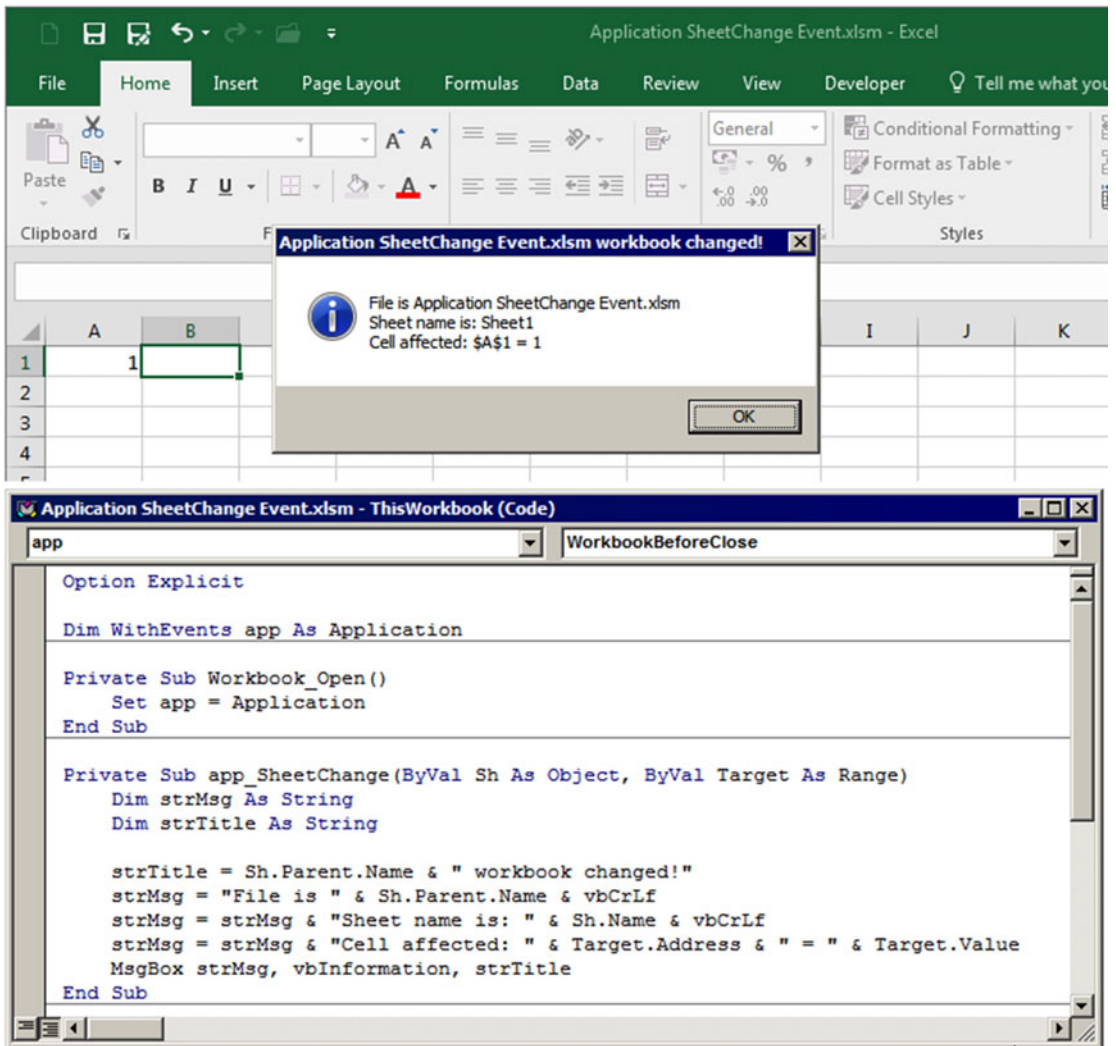 Application SheetChange Event.xlsm - Excel
File Home Insert Page Layout Formulas Data Review View Developer Tell me what you
General Conditional Formatting
Paste % , Format as Table
B I U A .00 Cell Styles
Clipboard F Styles
Application SheetChange Event.xlsm workbook changed!
File is Application SheetChange Event.xlsm
Sheet name is: Sheet1
Cell affected: $A$1 = 1
OK
A B I J K
1 1
2
3
4
Application SheetChange Event.xlsm - ThisWorkbook (Code)
app WorkbookBeforeClose
Option Explicit
Dim WithEvents app As Application
Private Sub Workbook_Open()
Set app = Application
End Sub
Private Sub app_SheetChange(ByVal Sh As Object, ByVal Target As Range)
Dim strMsg As String
Dim strTitle As String
strTitle = Sh.Parent.Name & " workbook changed!"
strMsg = "File is " & Sh.Parent.Name & vbCrLf
strMsg = strMsg & "Sheet name is: " & Sh.Name & vbCrLf
strMsg = strMsg & "Cell affected: " & Target.Address & " = " & Target.Value
MsgBox strMsg, vbInformation, strTitle
End Sub